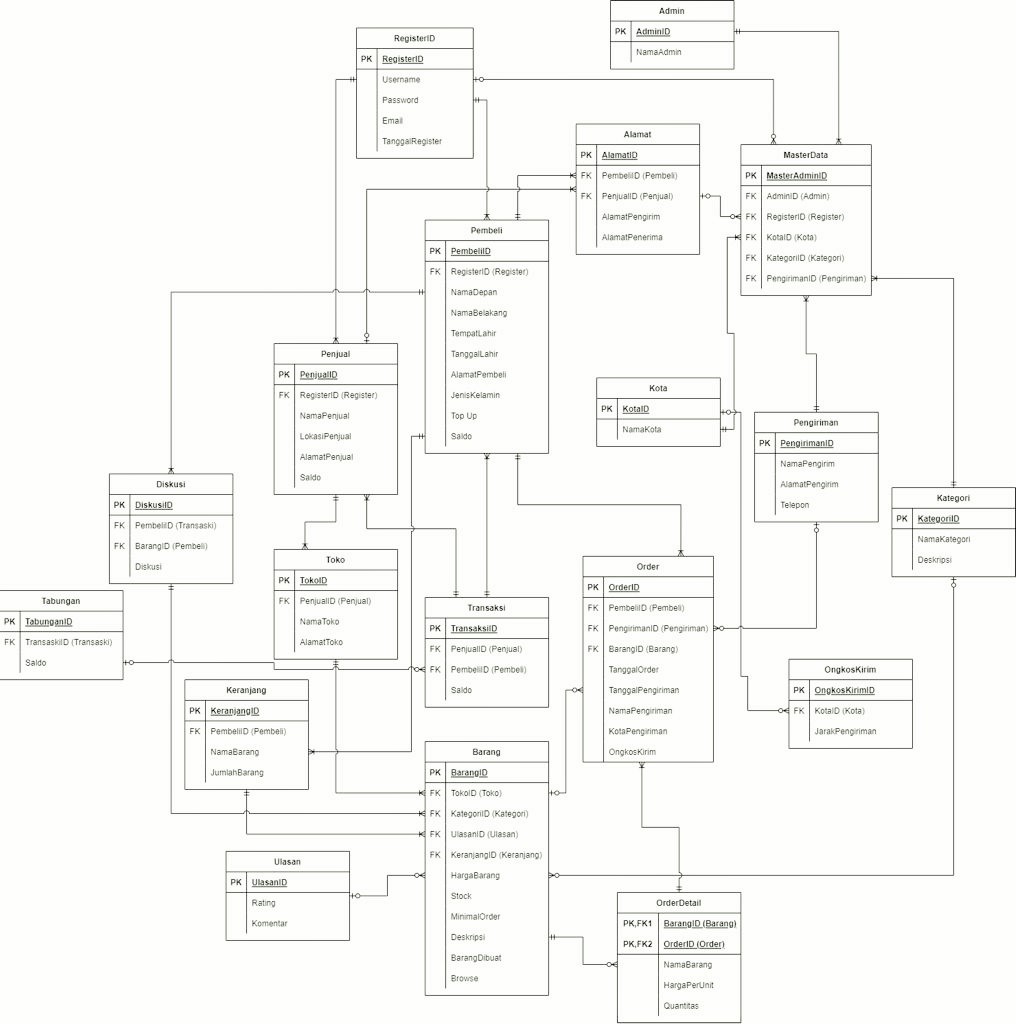 Admin
PK AdminID
NamaAdmin
RegisterID
PK RegisterID
Username
Password
Email
TanggalRegister
Alamat
PK AlamatID
FK PembeliID (Pembeli)
FK PenjualID (Penjual)
AlamatPengirim
AlamatPenerima
MasterData
PK MasterAdminID
FK AdminID (Admin)
FK RegisterID (Register)
FK KotaID (Kota)
FK KategoriID (Kategori)
FK PengirimanID (Pengiriman)
Pembeli
PK PembeliID
FK RegisterID (Register)
NamaDepan
NamaBelakang
TempatLahir
TanggalLahir
AlamatPembeli
JenisKelamin
Top Up
Saldo
Penjual
PK PenjualID
FK RegisterID (Register)
NamaPenjual
LokasiPenjual
AlamatPenjual
Saldo
Kota
PK KotaID
NamaKota
Pengiriman
PK PengirimanID
NamaPengirim
AlamatPengirim
Telepon
Kategori
PK KategoriID
NamaKategori
Deskripsi
Diskusi
PK DiskusiID
FK PembeliID (Transaski)
FK BarangID (Pembeli)
Diskusi
Toko
PK TokoID
FK PenjualID (Penjual)
NamaToko
AlamatToko
Order
PK OrderID
FK PembeliID (Pembeli)
FK PengirimanID (Pengiriman)
FK BarangID (Barang)
TanggalOrder
TanggalPengiriman
NamaPengiriman
KotaPengiriman
OngkosKirim
Tabungan
PK TabunganID
FK TransaskiID (Transaski)
Saldo
Transaksi
PK TransaksiID
FK PenjualID (Penjual)
FK PembeliID (Pembeli)
Saldo
OngkosKirim
PK OngkosKirimID
FK KotaID (Kota)
JarakPengiriman
Keranjang
PK KeranjangID
FK PembeliID (Pembeli)
NamaBarang
JumlahBarang
Barang
PK BarangID
FK TokoID (Toko)
FK KategoriID (Kategori)
FK UlasanID (Ulasan)
FK KeranjangID (Keranjang)
HargaBarang
Stock
MinimalOrder
Deskripsi
BarangDibuat
Browse
Ulasan
PK UlasanID
Rating
Komentar
OrderDetail
PK,FK1 BarangID (Barang)
PK,FK2 OrderID (Order)
NamaBarang
HargaPerUnit
Quantitas